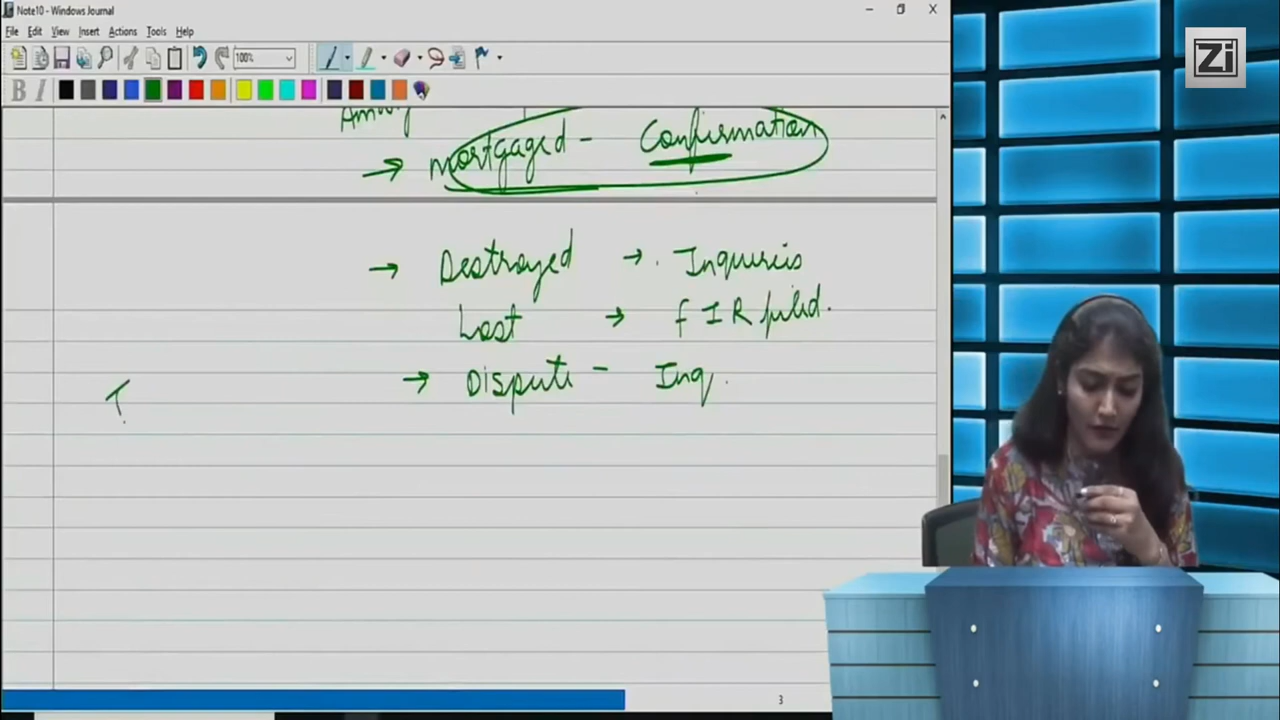 Note10 - Windows Journal
File Edit View Insert Actions Tools Help
100%
B I
mortgaged - Confirmation
→ Destroyed → Inquiries
Lost → FIR filed.
→ Dispute - Inq.
3
Zi